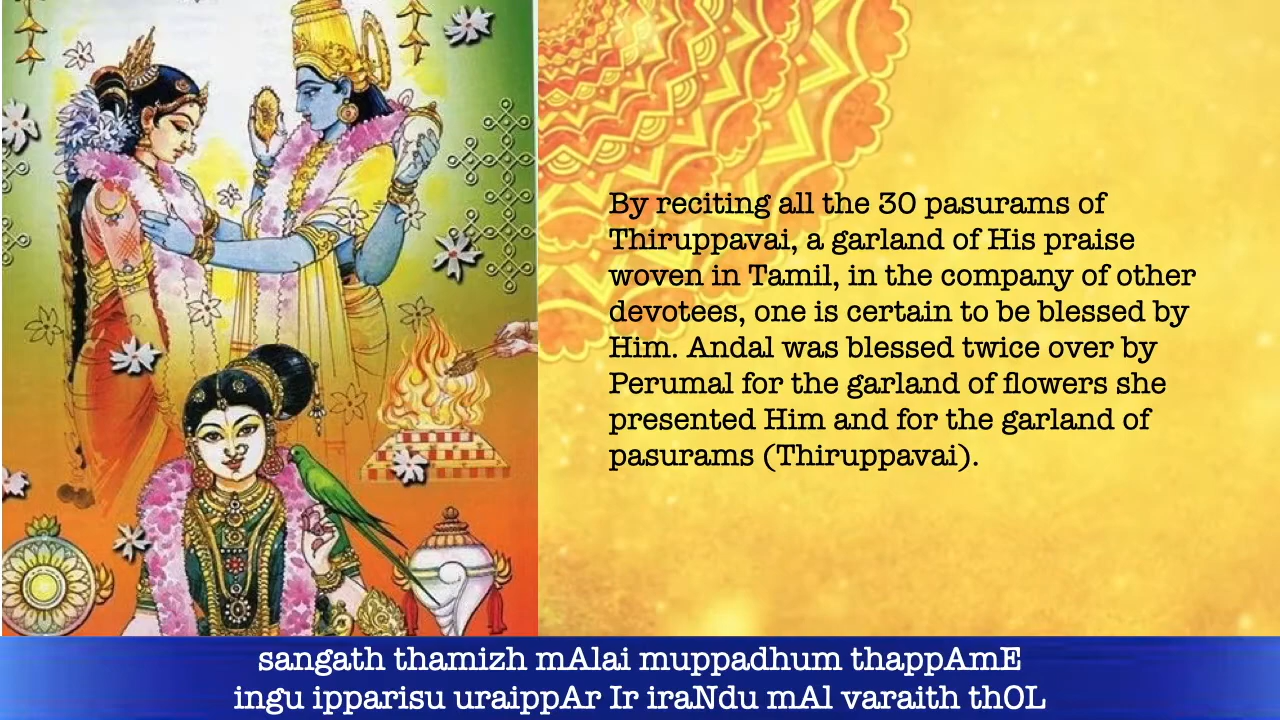 By reciting all the 30 pasurams of
Thiruppavai, a garland of His praise
woven in Tamil, in the company of other
devotees, one is certain to be blessed by
Him. Andal was blessed twice over by
Perumal for the garland of flowers she
presented Him and for the garland of
pasurams (Thiruppavai).
sangath thamizh mAlai muppadhum thappAmE
ingu ipparisu uraippAr Ir iraNdu mAl varaith thOL